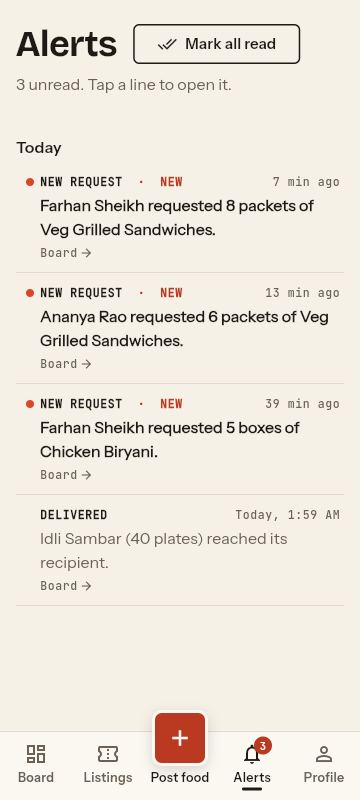 Alerts
Mark all read
3 unread. Tap a line to open it.
Today
NEW REQUEST · NEW 7 min ago
Farhan Sheikh requested 8 packets of
Veg Grilled Sandwiches.
Board →
NEW REQUEST · NEW 13 min ago
Ananya Rao requested 6 packets of Veg
Grilled Sandwiches.
Board →
NEW REQUEST · NEW 39 min ago
Farhan Sheikh requested 5 boxes of
Chicken Biryani.
Board →
DELIVERED Today, 1:59 AM
Idli Sambar (40 plates) reached its
recipient.
Board →
3
Board Listings Post food Alerts Profile